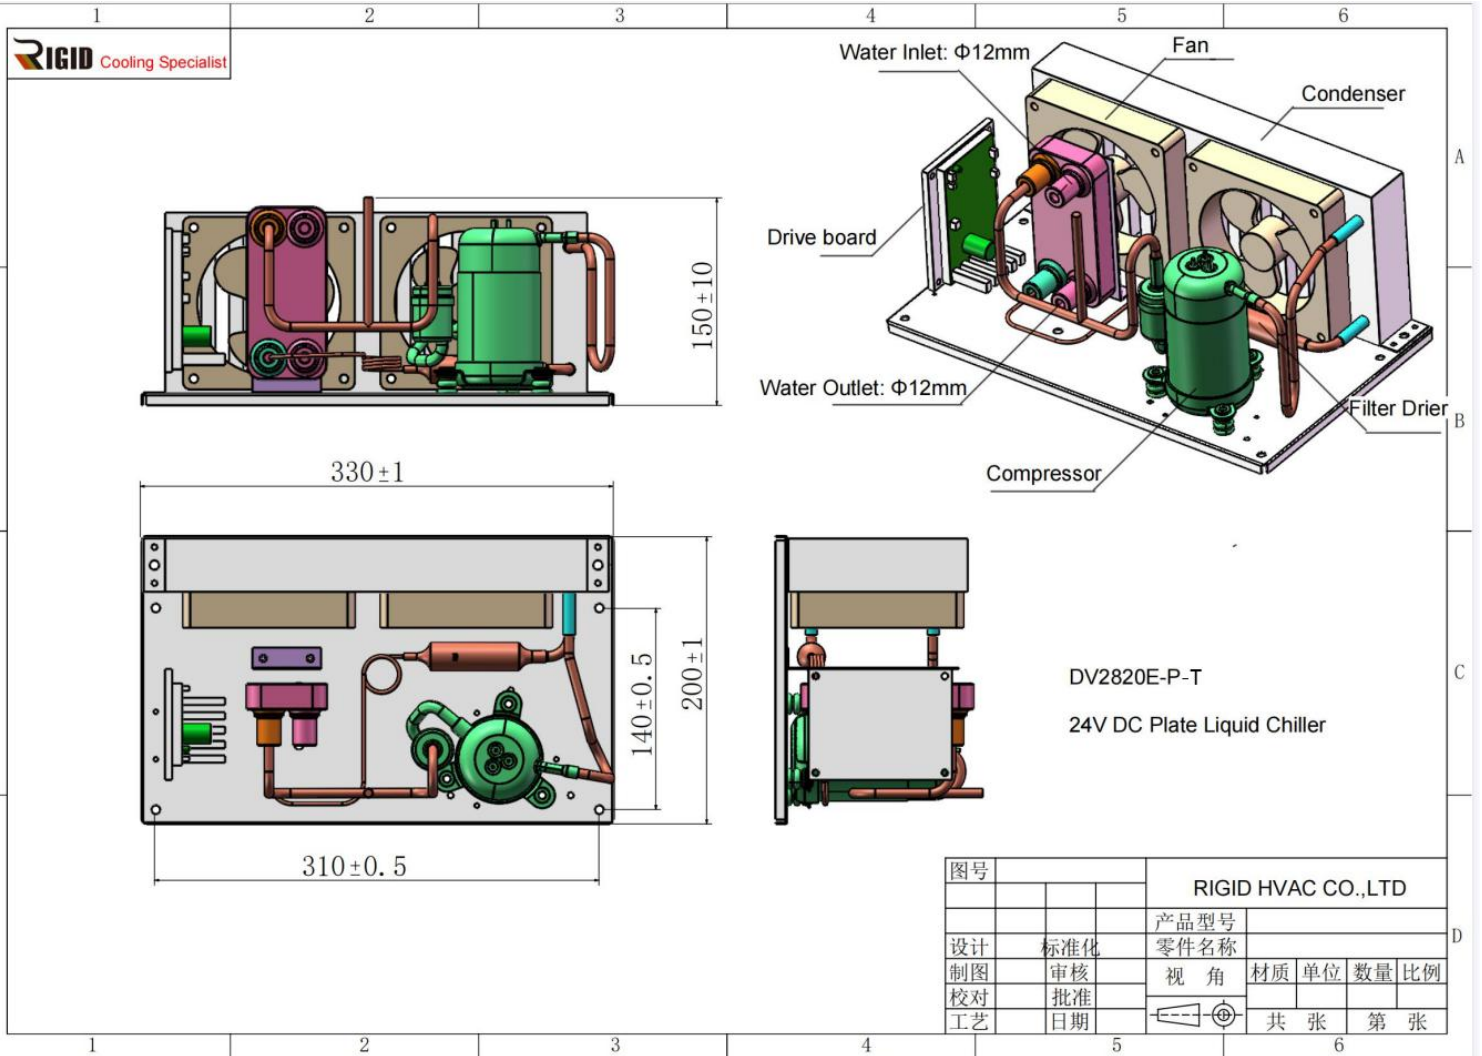 1 2 3 4 5 6
RIGID Cooling Specialist
Water Inlet: Φ12mm
Fan
Condenser
A
Drive board
150±10
Water Outlet: Φ12mm
Filter Drier
B
Compressor
330±1
140±0.5
200±1
C
DV2820E-P-T
24V DC Plate Liquid Chiller
310±0.5
图号
RIGID HVAC CO.,LTD
产品型号
D
设计 标准化 零件名称
制图 审核 视 角 材质 单位 数量 比例
校对 批准
工艺 日期 共 张 第 张
1 2 3 4 5 6